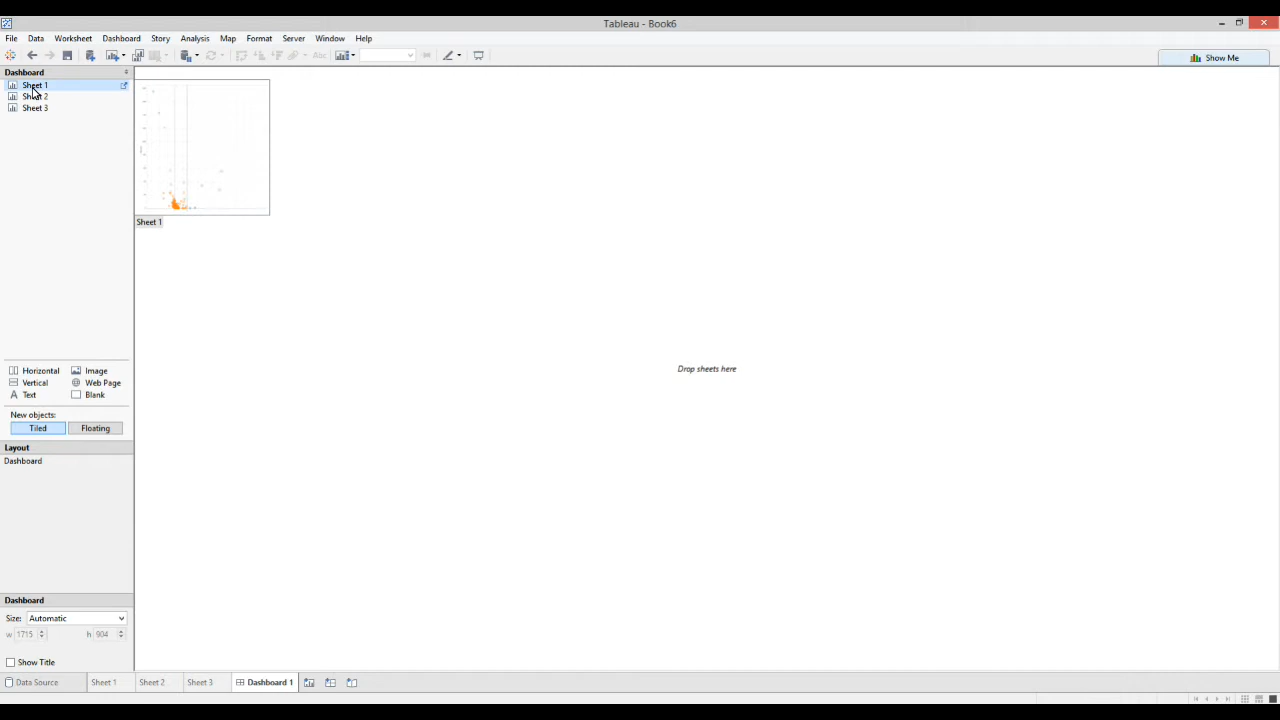 Tableau - Book6
File Data Worksheet Dashboard Story Analysis Map Format Server Window Help
Show Me
Dashboard
Sheet 1
Sheet 2
Sheet 3
Sheet 1
Drop sheets here
Horizontal Image
Vertical Web Page
Text Blank
New objects:
Tiled Floating
Layout
Dashboard
Dashboard
Size: Automatic
w 1715 h 904
Show Title
Data Source Sheet 1 Sheet 2 Sheet 3 Dashboard 1